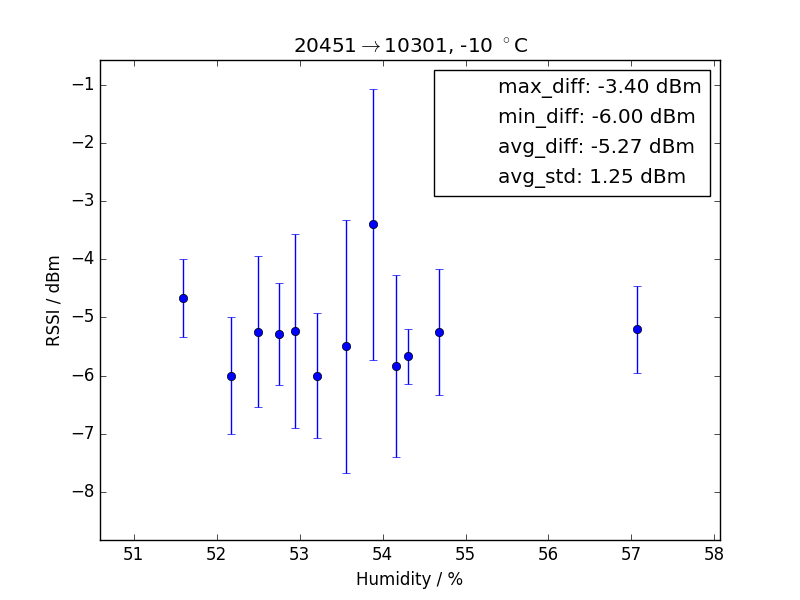 20451→10301, -10 °C
max_diff: -3.40 dBm
min_diff: -6.00 dBm
avg_diff: -5.27 dBm
avg_std: 1.25 dBm
RSSI / dBm
−1
−2
−3
−4
−5
−6
−7
−8
51 52 53 54 55 56 57 58
Humidity / %